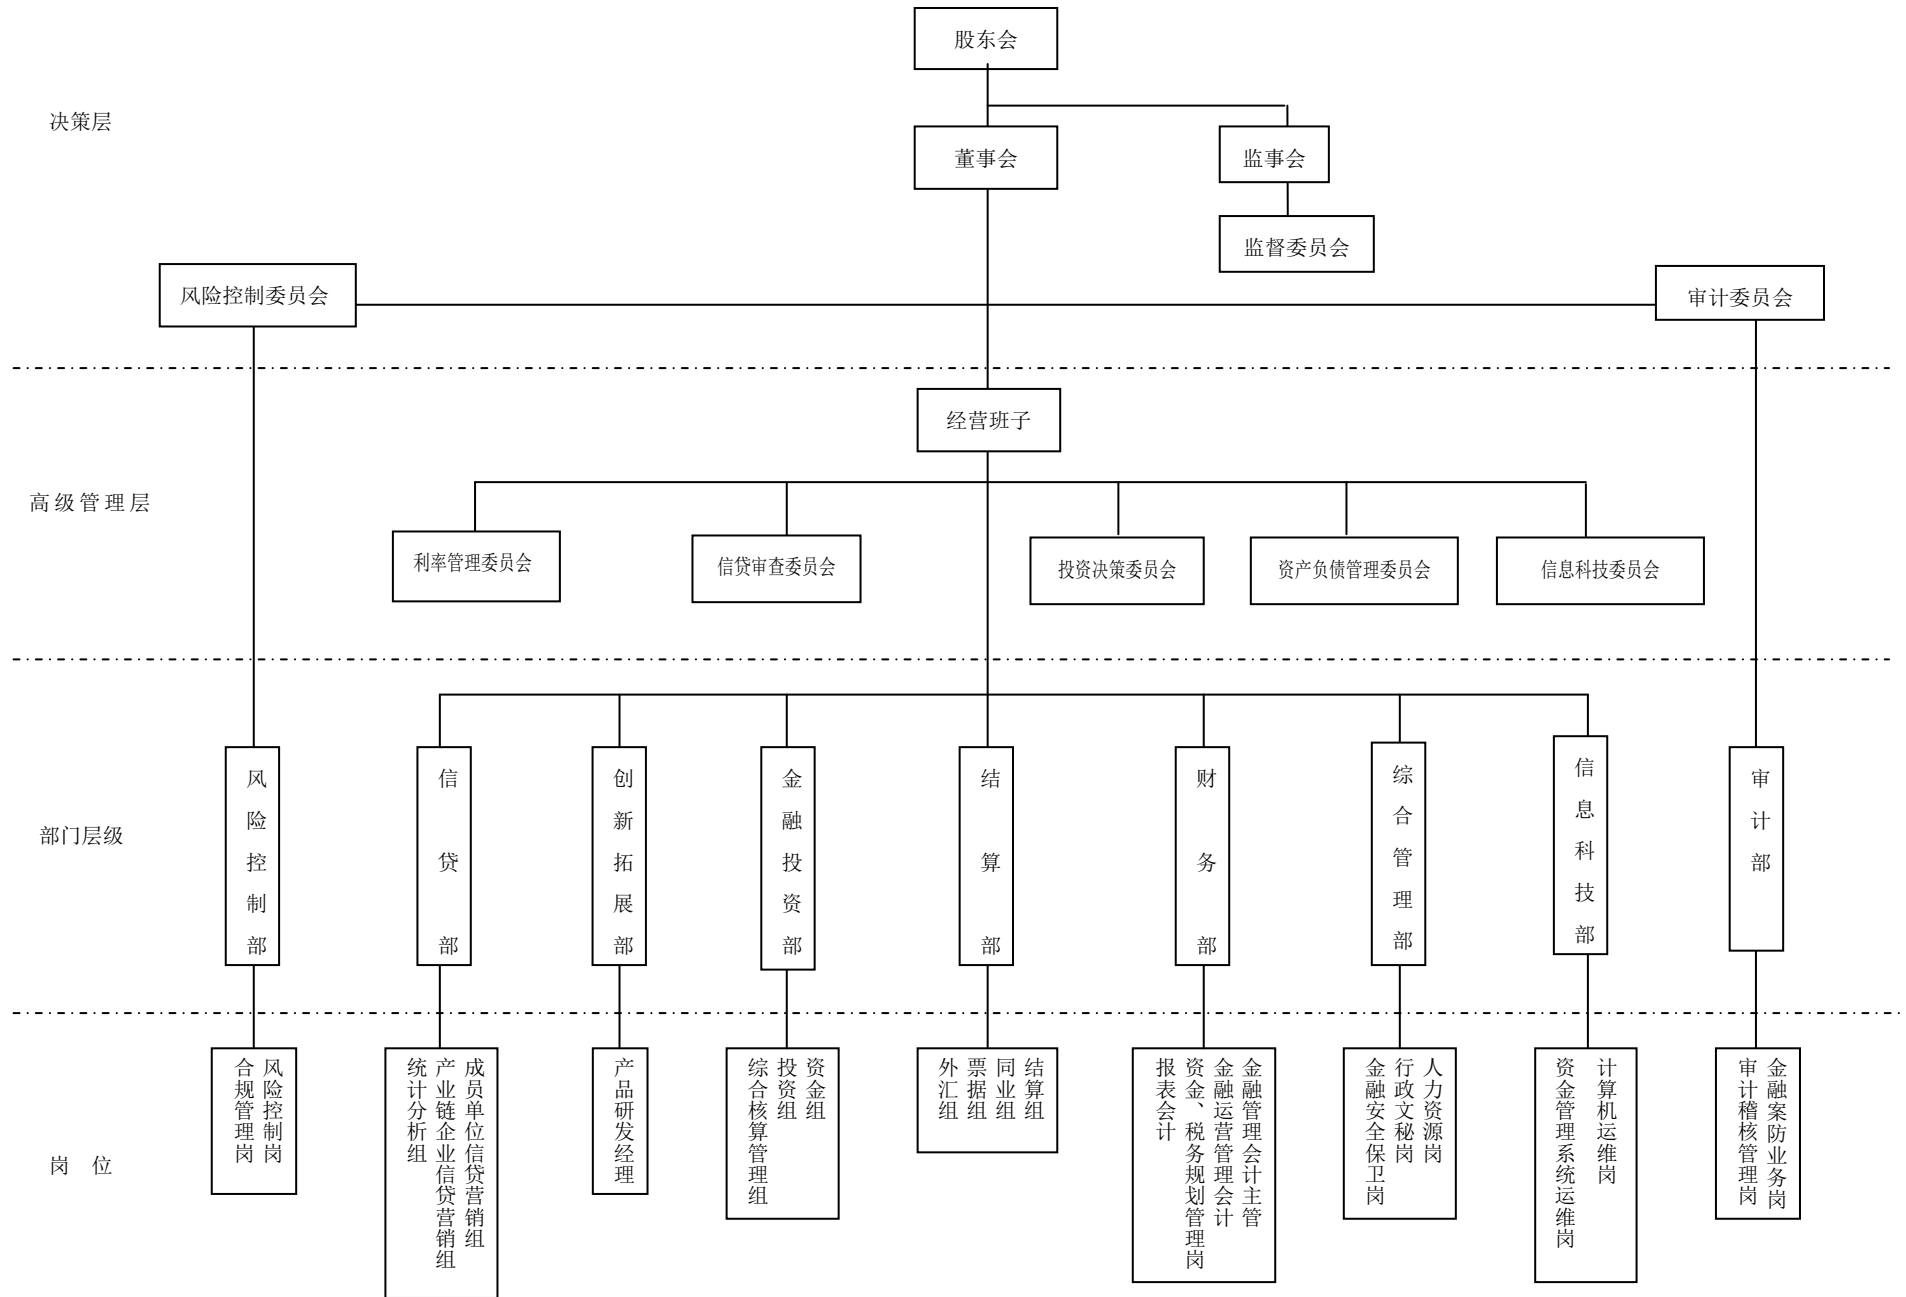 股东会
决策层
董事会
监事会
监督委员会
风险控制委员会
审计委员会
经营班子
高级管理层
利率管理委员会
信贷审查委员会
投资决策委员会
资产负债管理委员会
信息科技委员会
部门层级
风险控制部
信贷部
创新拓展部
金融投资部
结算部
财务部
综合管理部
信息科技部
审计部
岗 位
风险控制岗
合规管理岗
成员单位信贷营销组
产业链企业信贷营销组
统计分析组
产品研发经理
资金组
投资组
综合核算管理组
结算组
同业组
票据组
外汇组
金融管理会计主管
金融运营管理会计
资金、税务规划管理岗
报表会计
人力资源岗
行政文秘岗
金融安全保卫岗
计算机运维岗
资金管理系统运维岗
金融案防业务岗
审计稽核管理岗